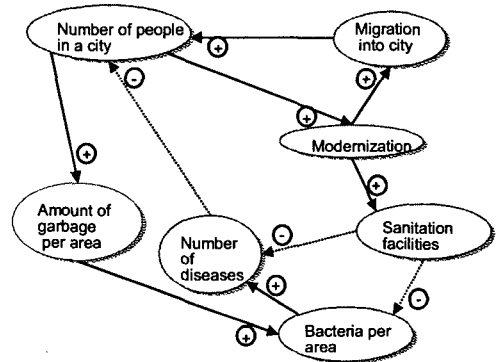 Number of people
in a city
Migration
into city
+
-
+
+
Modernization
+
+
Amount of
garbage
per area
Number
of
diseases
-
Sanitation
facilities
+
-
+
Bacteria per
area